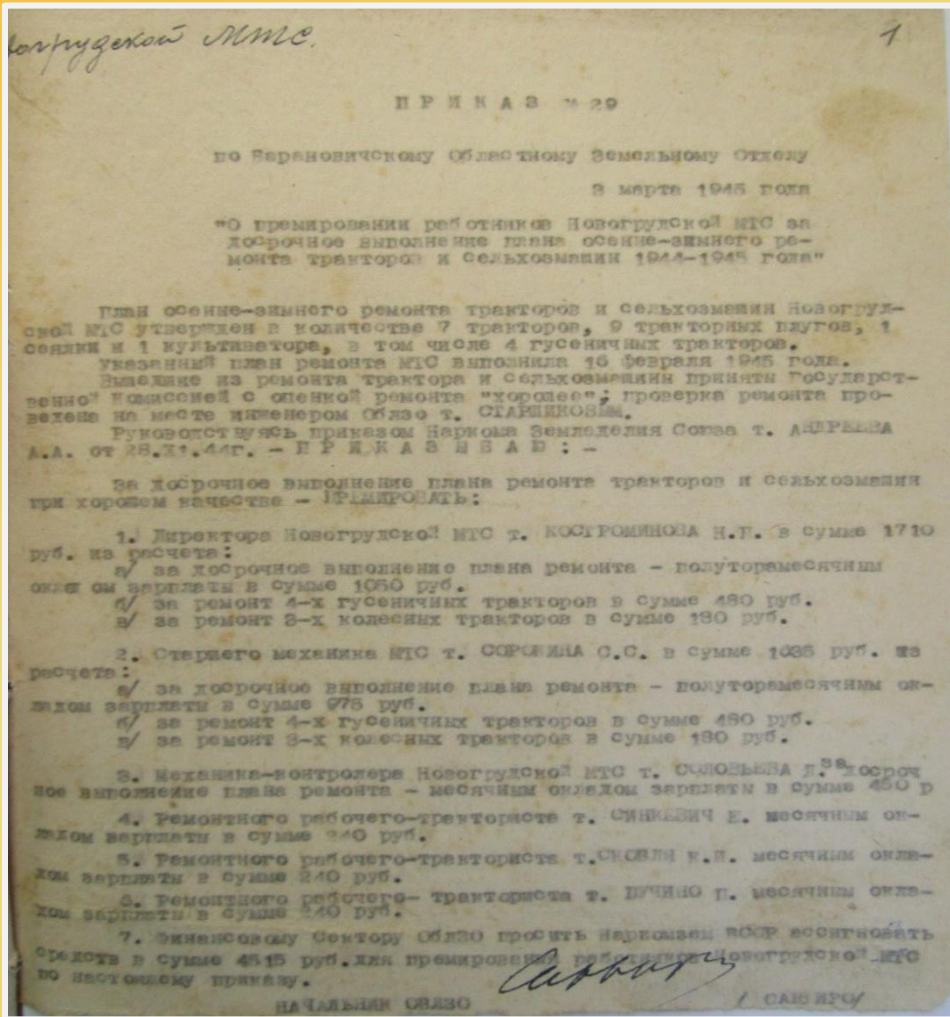 Новогрудской МТС.
1
ПРИКАЗ № 29
по Барановичскому Областному Земельному Отделу
3 марта 1945 года
"О премировании работников Новогрудской МТС за
досрочное выполнение плана осенне-зимнего ре-
монта тракторов и сельхозмашин 1944-1945 года"
План осенне-зимнего ремонта тракторов и сельхозмашин Новогруд-
ской МТС утвержден в количестве 7 тракторов, 9 тракторных плугов, 1
сеялки и 1 культиватора, в том числе 4 гусеничных тракторов.
Указанный план ремонта МТС выполнила 16 февраля 1945 года.
Вышедшие из ремонта трактора и сельхозмашины приняты Государст-
венной комиссией с оценкой ремонта "хорошее", проверка ремонта про-
ведена на месте инженером Облзо т. СТАРШИКОВЫМ.
Руководствуясь приказом Наркома Земледелия Союза т. АНДРЕЕВА
А.А. от 28.XI.44г. – ПРИКАЗЫВАЮ: –
За досрочное выполнение плана ремонта тракторов и сельхозмашин
при хорошем качестве – ПРЕМИРОВАТЬ:
1. Директора Новогрудской МТС т. КОСТРОМИНОВА в сумме 1710
руб. из расчета:
а/ за досрочное выполнение плана ремонта – полуторамесячным
окладом зарплаты в сумме 1050 руб.
б/ за ремонт 4-х гусеничных тракторов в сумме 480 руб.
в/ за ремонт 3-х колесных тракторов в сумме 180 руб.
2. Старшего механика МТС т. СОРОКИНА С.С. в сумме 1635 руб. из
расчета:
а/ за досрочное выполнение плана ремонта – полуторамесячным ок-
ладом зарплаты в сумме 975 руб.
б/ за ремонт 4-х гусеничных тракторов в сумме 480 руб.
в/ за ремонт 3-х колесных тракторов в сумме 180 руб.
3. Механика-контролера Новогрудской МТС т. СОЛОВЬЕВА Д. за досроч
ное выполнение плана ремонта – месячным окладом зарплаты в сумме 450 р
4. Ремонтного рабочего-тракториста т. СИНКЕВИЧ месячным ок-
ладом зарплаты в сумме 240 руб.
5. Ремонтного рабочего-тракториста т. месячным окла-
дом зарплаты в сумме 240 руб.
6. Ремонтного рабочего- тракториста т. месячным окла-
дом зарплаты в сумме 240 руб.
7. Финансовому Сектору ОблЗО просить Наркомзем БССР ассигновать
средств в сумме 4515 руб.для премирования работников Новогрудской МТС
по настоящему приказу.
НАЧАЛЬНИК ОБЛЗО